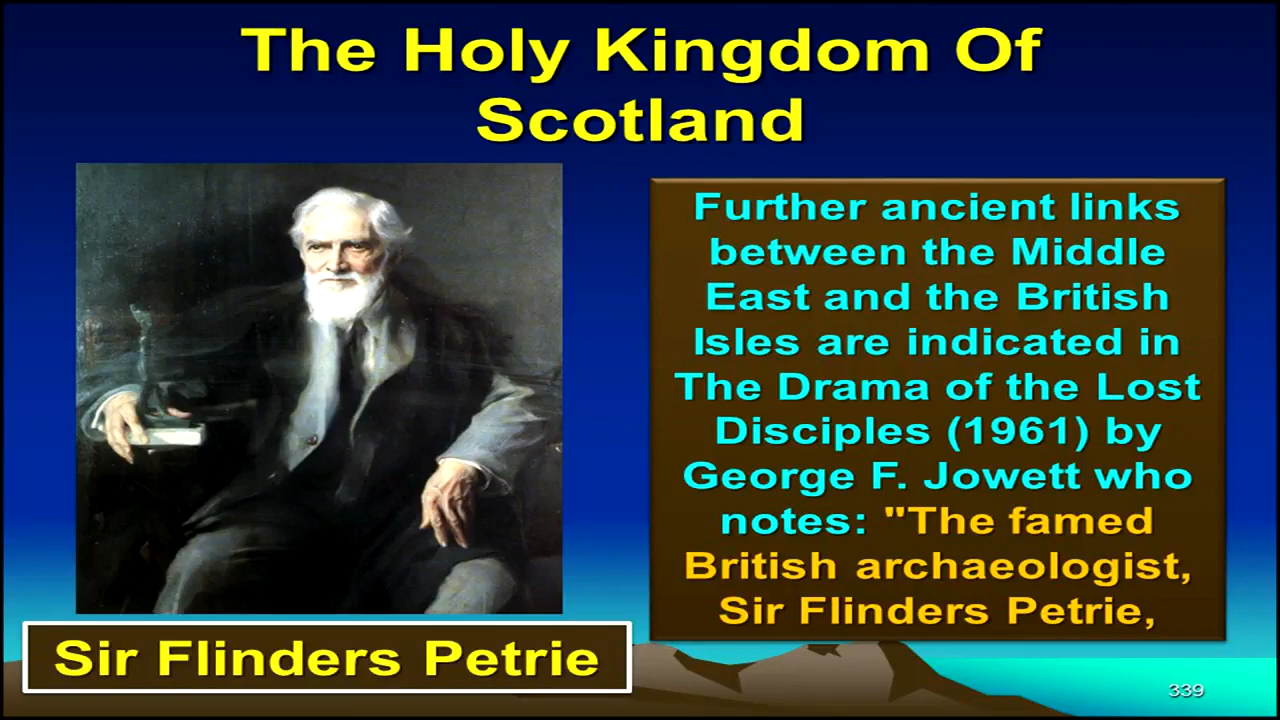 The Holy Kingdom Of
Scotland
Further ancient links
between the Middle
East and the British
Isles are indicated in
The Drama of the Lost
Disciples (1961) by
George F. Jowett who
notes: "The famed
British archaeologist,
Sir Flinders Petrie,
Sir Flinders Petrie
339